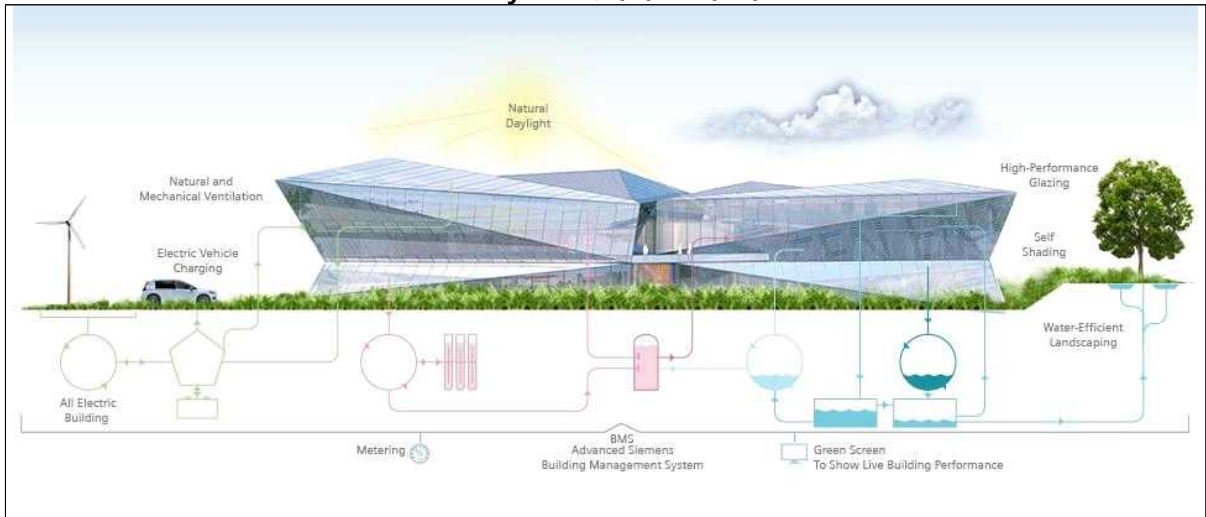 Natural
Daylight
Natural and
Mechanical Ventilation
High-Performance
Glazing
Electric Vehicle
Charging
Self
Shading
Water-Efficient
Landscaping
All Electric
Building
Metering
BMS
Advanced Siemens
Building Management System
Green Screen
To Show Live Building Performance